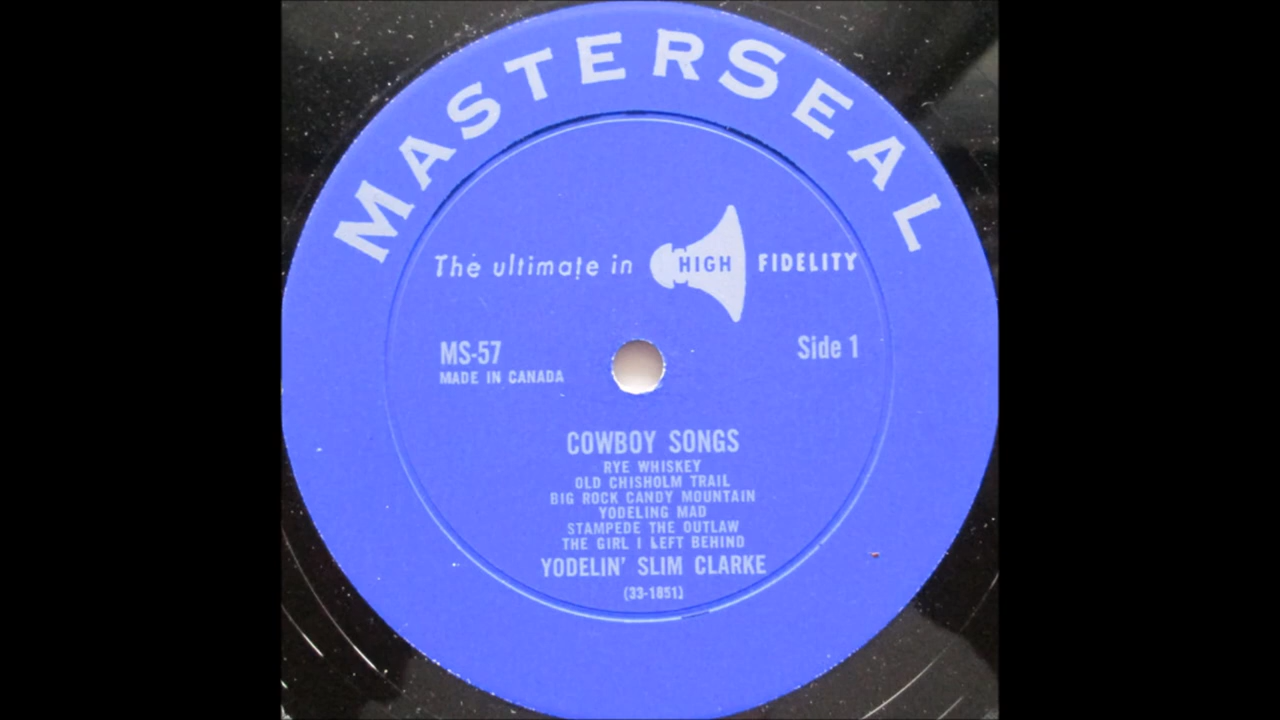 MASTERSEAL
The ultimate in HIGH FIDELITY
MS-57 Side 1
MADE IN CANADA
COWBOY SONGS
RYE WHISKEY
OLD CHISHOLM TRAIL
BIG ROCK CANDY MOUNTAIN
YODELING MAD
STAMPEDE THE OUTLAW
THE GIRL I LEFT BEHIND
YODELIN' SLIM CLARKE
(33-1851)